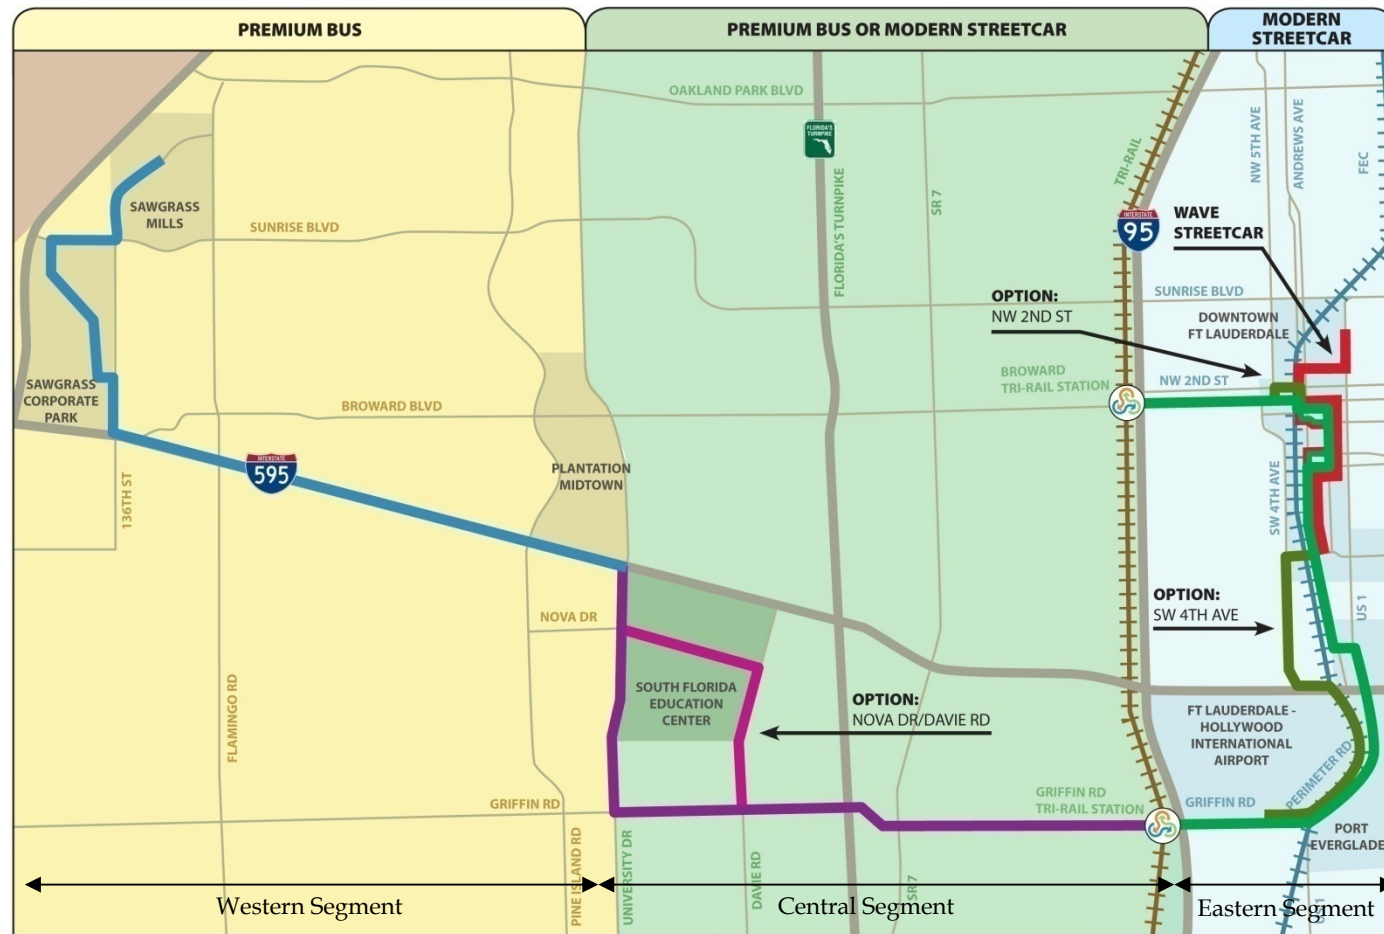 PREMIUM BUS
PREMIUM BUS OR MODERN STREETCAR
MODERN
STREETCAR
OAKLAND PARK BLVD
FLORIDA'S
TURNPIKE
TRI-RAIL
NW 5TH AVE
ANDREWS AVE
FEC
SR 7
FLORIDA'S TURNPIKE
SAWGRASS
MILLS
SUNRISE BLVD
INTERSTATE
95
WAVE
STREETCAR
OPTION:
NW 2ND ST
SUNRISE BLVD
DOWNTOWN
FT LAUDERDALE
BROWARD
TRI-RAIL STATION
NW 2ND ST
SAWGRASS
CORPORATE
PARK
BROWARD BLVD
INTERSTATE
595
PLANTATION
MIDTOWN
136TH ST
SW 4TH AVE
OPTION:
SW 4TH AVE
US 1
NOVA DR
FLAMINGO RD
SOUTH FLORIDA
EDUCATION
CENTER
OPTION:
NOVA DR/DAVIE RD
FT LAUDERDALE -
HOLLYWOOD
INTERNATIONAL
AIRPORT
PERIMETER RD
GRIFFIN RD
GRIFFIN RD
TRI-RAIL STATION
GRIFFIN RD
PORT
EVERGLADE
PINE ISLAND RD
UNIVERSITY DR
DAVIE RD
SR 7
Western Segment
Central Segment
Eastern Segment